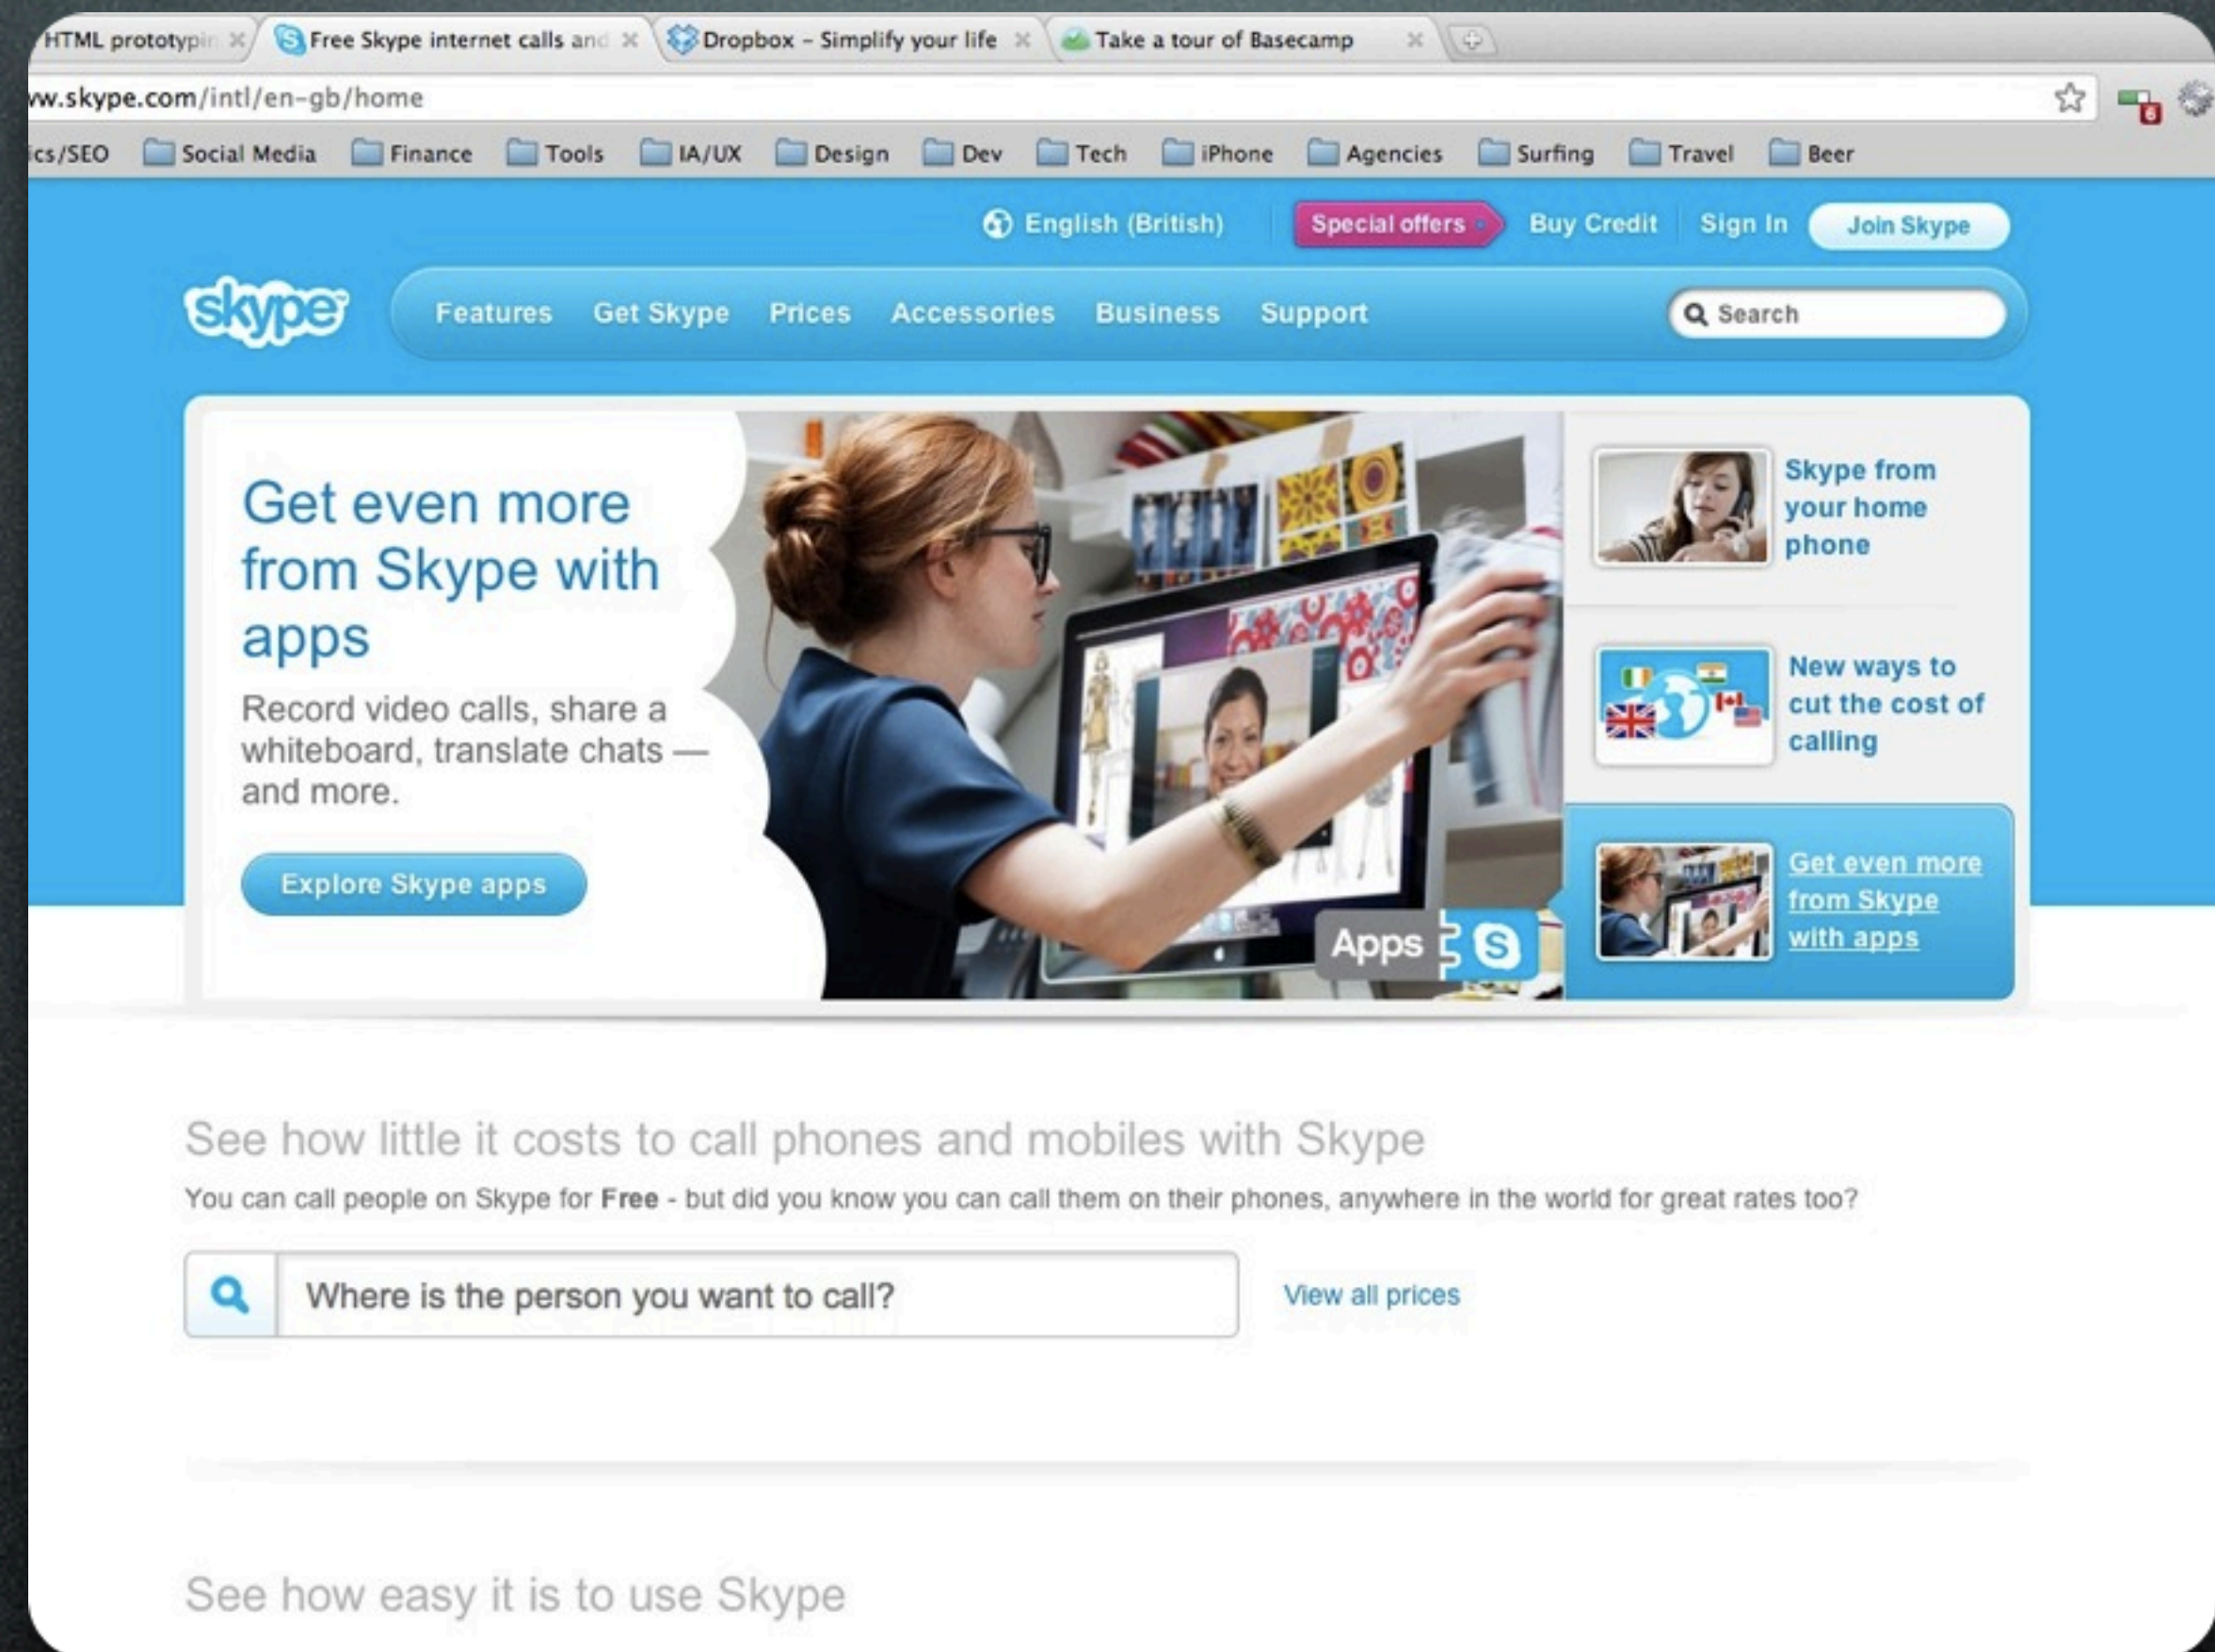 HTML prototypin
Free Skype internet calls and
Dropbox – Simplify your life
Take a tour of Basecamp
ww.skype.com/intl/en-gb/home
6
ics/SEO Social Media Finance Tools IA/UX Design Dev Tech iPhone Agencies Surfing Travel Beer
English (British) Special offers Buy Credit Sign In Join Skype
skype
Features Get Skype Prices Accessories Business Support
Search
Get even more
from Skype with
apps
Record video calls, share a
whiteboard, translate chats —
and more.
Explore Skype apps
Apps S
Skype from
your home
phone
New ways to
cut the cost of
calling
Get even more
from Skype
with apps
See how little it costs to call phones and mobiles with Skype
You can call people on Skype for Free - but did you know you can call them on their phones, anywhere in the world for great rates too?
Where is the person you want to call?
View all prices
See how easy it is to use Skype